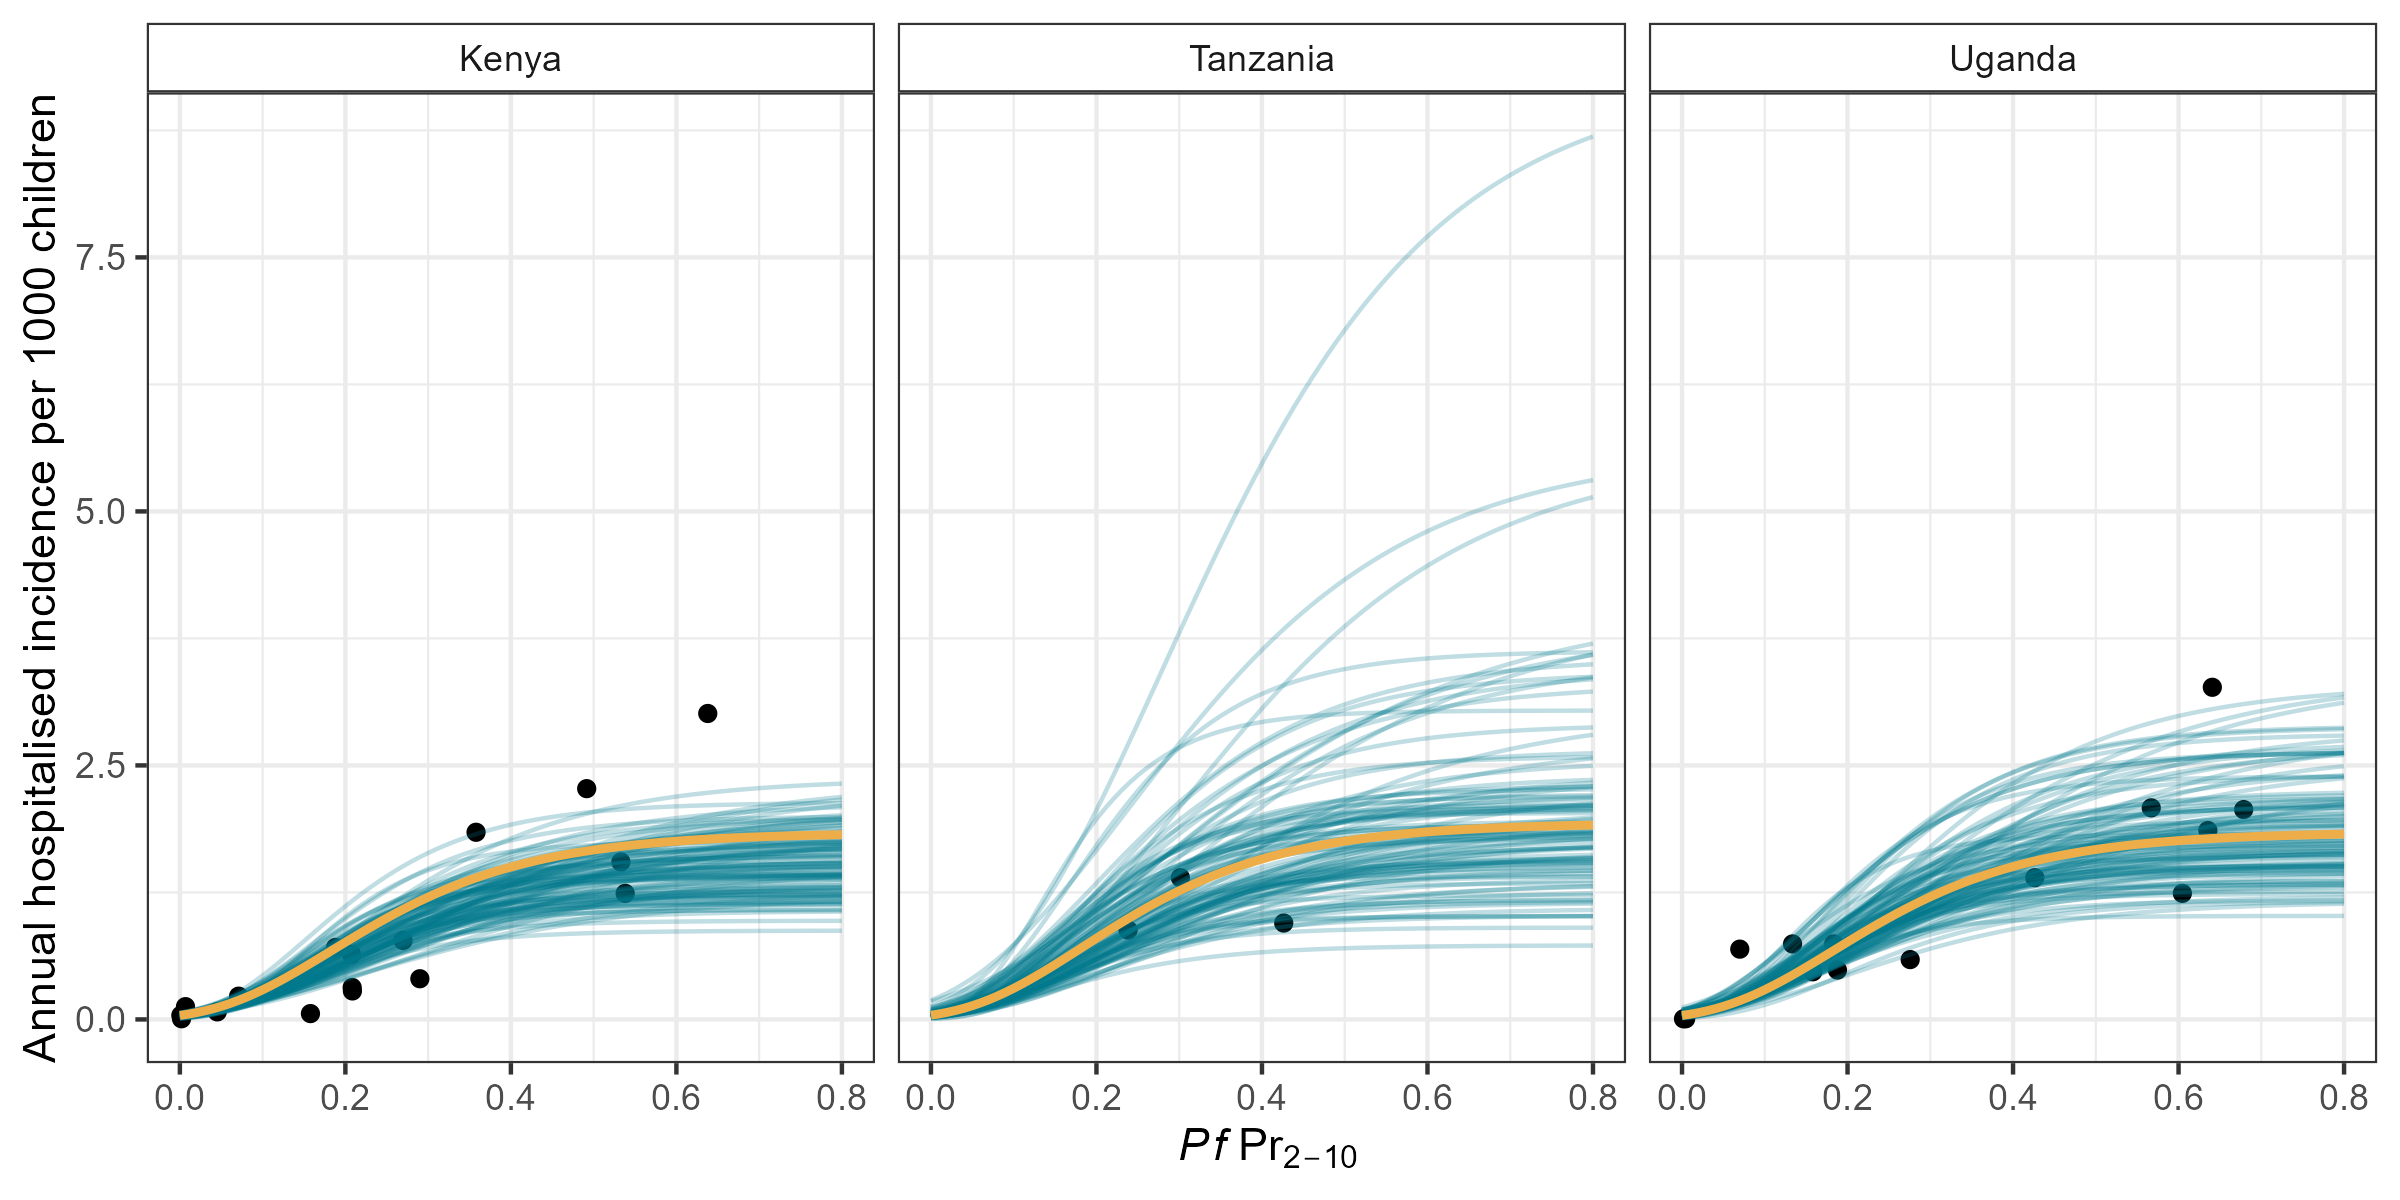 Kenya
Tanzania
Uganda
Annual hospitalised incidence per 1000 children
7.5
5.0
2.5
0.0
0.0 0.2 0.4 0.6 0.8
0.0 0.2 0.4 0.6 0.8
0.0 0.2 0.4 0.6 0.8
Pf Pr2−10